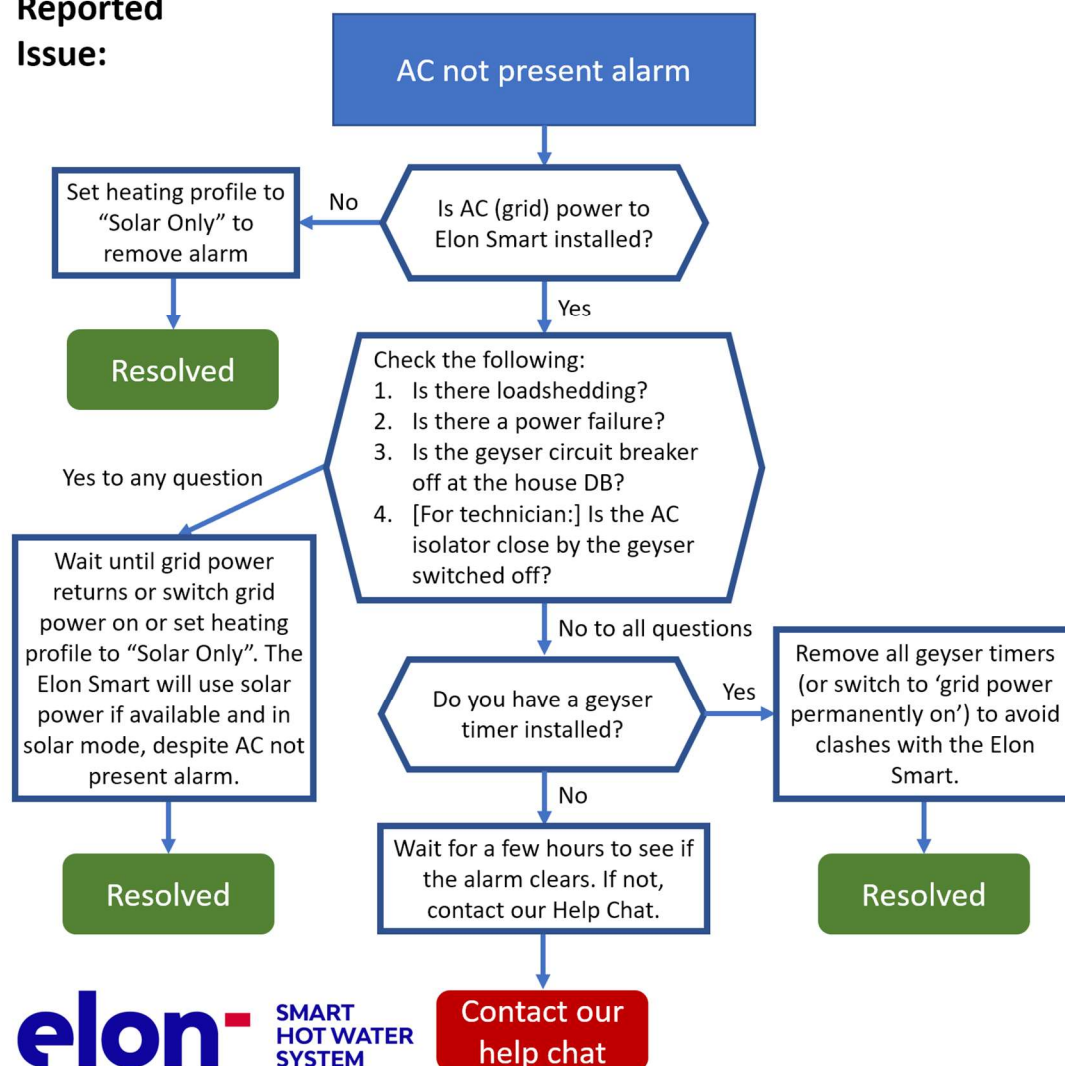 Reported
Issue:
AC not present alarm
Set heating profile to
“Solar Only” to
remove alarm
No
Is AC (grid) power to
Elon Smart installed?
Yes
Resolved
Check the following:
1. Is there loadshedding?
2. Is there a power failure?
3. Is the geyser circuit breaker
off at the house DB?
4. [For technician:] Is the AC
isolator close by the geyser
switched off?
Yes to any question
Wait until grid power
returns or switch grid
power on or set heating
profile to “Solar Only”. The
Elon Smart will use solar
power if available and in
solar mode, despite AC not
present alarm.
No to all questions
Do you have a geyser
timer installed?
Yes
Remove all geyser timers
(or switch to ‘grid power
permanently on’) to avoid
clashes with the Elon
Smart.
No
Resolved
Wait for a few hours to see if
the alarm clears. If not,
contact our Help Chat.
Resolved
elon
SMART
HOT WATER
SYSTEM
Contact our
help chat